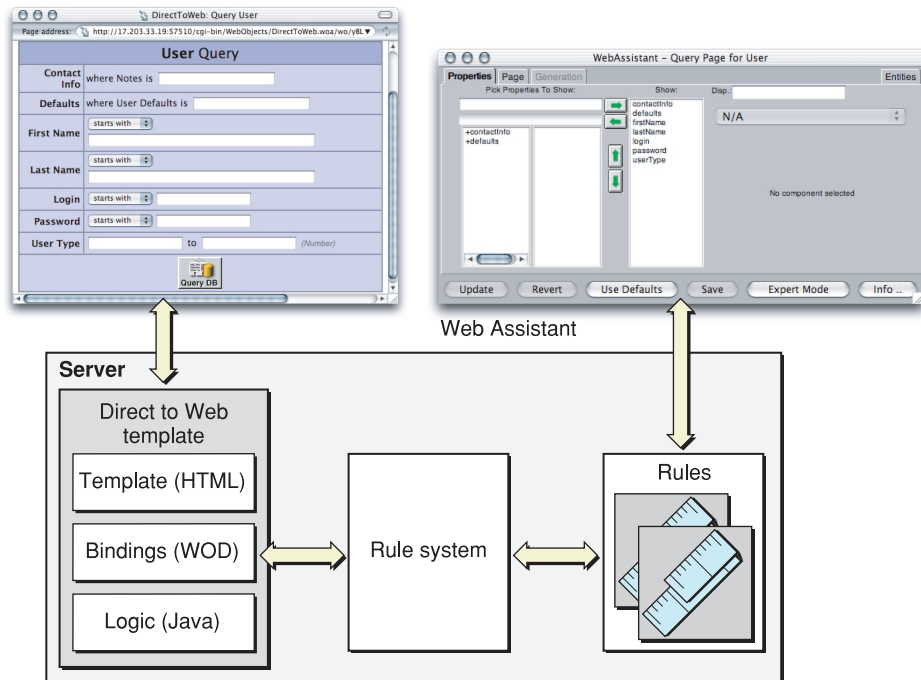 DirectToWeb: Query User
Page address: http://17.203.33.19:57510/cgi-bin/WebObjects/DirectToWeb.woa/wo/yBL
User Query
Contact Info where Notes is
Defaults where User Defaults is
First Name starts with
Last Name starts with
Login starts with
Password starts with
User Type to (Number)
Query DB
WebAssistant – Query Page for User
Properties Page Generation Entities
Pick Properties To Show: Show: Disp.:
+contactInfo
+defaults
contactInfo
defaults
firstName
lastName
login
password
userType
N/A
No component selected
Update Revert Use Defaults Save Expert Mode Info ..
Web Assistant
Server
Direct to Web
template
Template (HTML)
Bindings (WOD)
Logic (Java)
Rule system
Rules